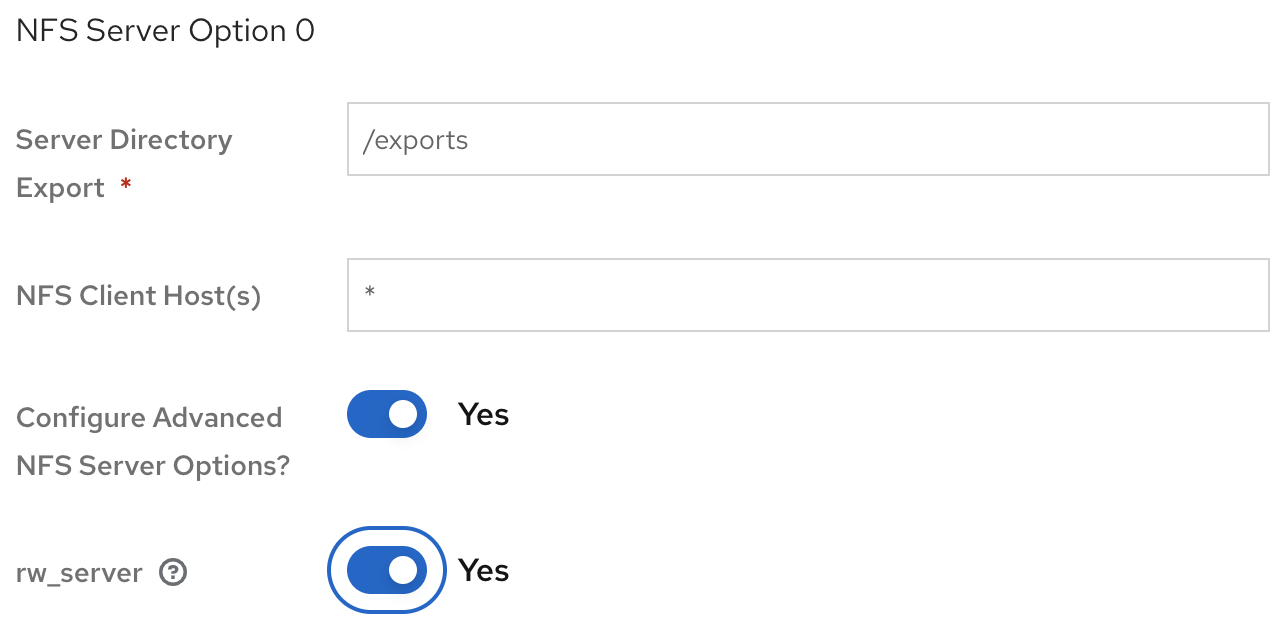 NFS Server Option 0
Server Directory
Export *
/exports
NFS Client Host(s)
*
Configure Advanced
NFS Server Options?
Yes
rw_server ?
Yes